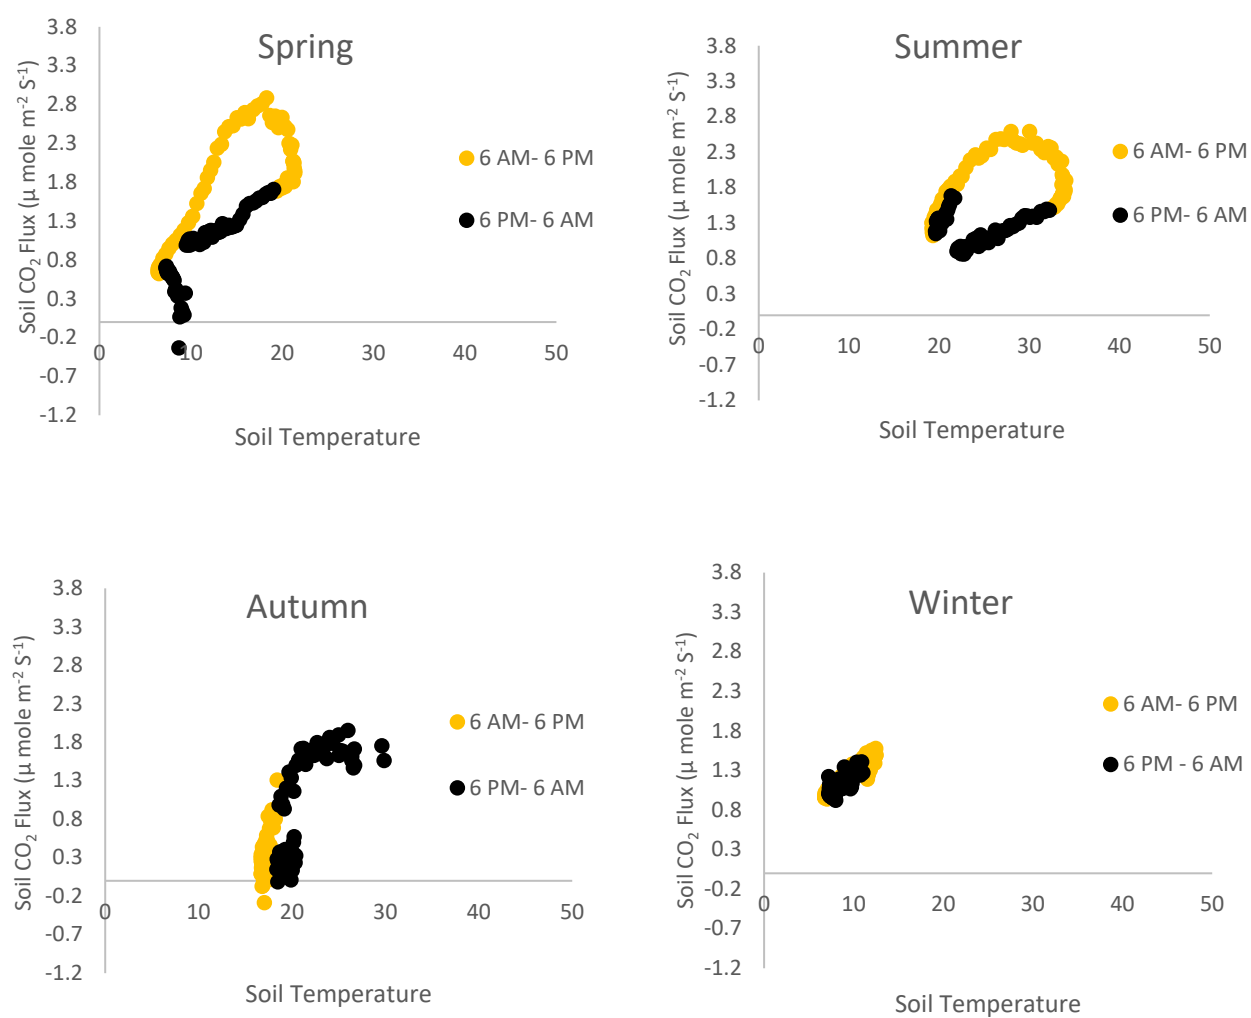 Spring
Soil CO2 Flux (µ mole m-2 S-1)
3.8
3.3
2.8
2.3
1.8
1.3
0.8
0.3
-0.2
-0.7
-1.2
0 10 20 30 40 50
Soil Temperature
6 AM- 6 PM
6 PM- 6 AM
Summer
Soil CO2 Flux (µ mole m-2 S-1)
3.8
3.3
2.8
2.3
1.8
1.3
0.8
0.3
-0.2
-0.7
-1.2
0 10 20 30 40 50
Soil Temperature
6 AM- 6 PM
6 PM- 6 AM
Autumn
Soil CO2 Flux (µ mole m-2 S-1)
3.8
3.3
2.8
2.3
1.8
1.3
0.8
0.3
-0.2
-0.7
-1.2
0 10 20 30 40 50
Soil Temperature
6 AM- 6 PM
6 PM- 6 AM
Winter
Soil CO2 Flux (µ mole m-2 S-1)
3.8
3.3
2.8
2.3
1.8
1.3
0.8
0.3
-0.2
-0.7
-1.2
0 10 20 30 40 50
Soil Temperature
6 AM- 6 PM
6 PM - 6 AM